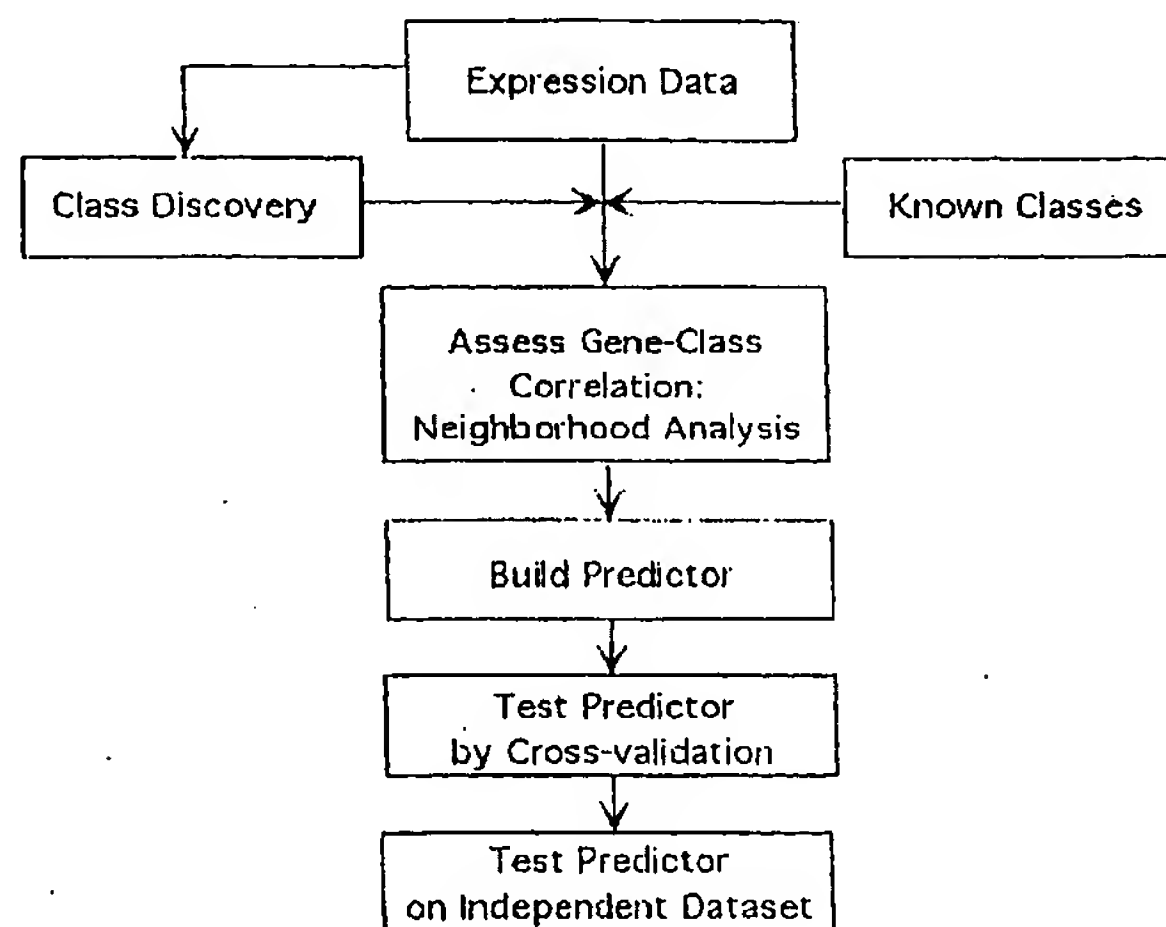 Expression Data
Class Discovery
Known Classes
Assess Gene-Class
Correlation:
Neighborhood Analysis
Build Predictor
Test Predictor
by Cross-validation
Test Predictor
on Independent Dataset